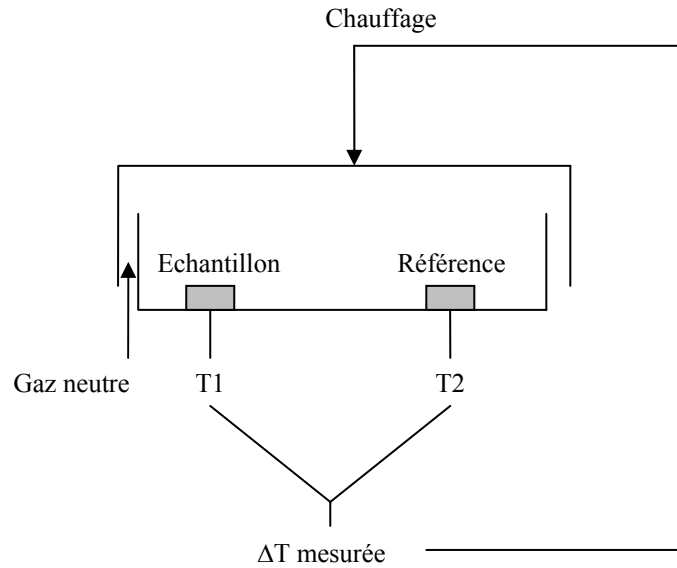 Chauffage
Echantillon
Référence
Gaz neutre
T1
T2
ΔT mesurée